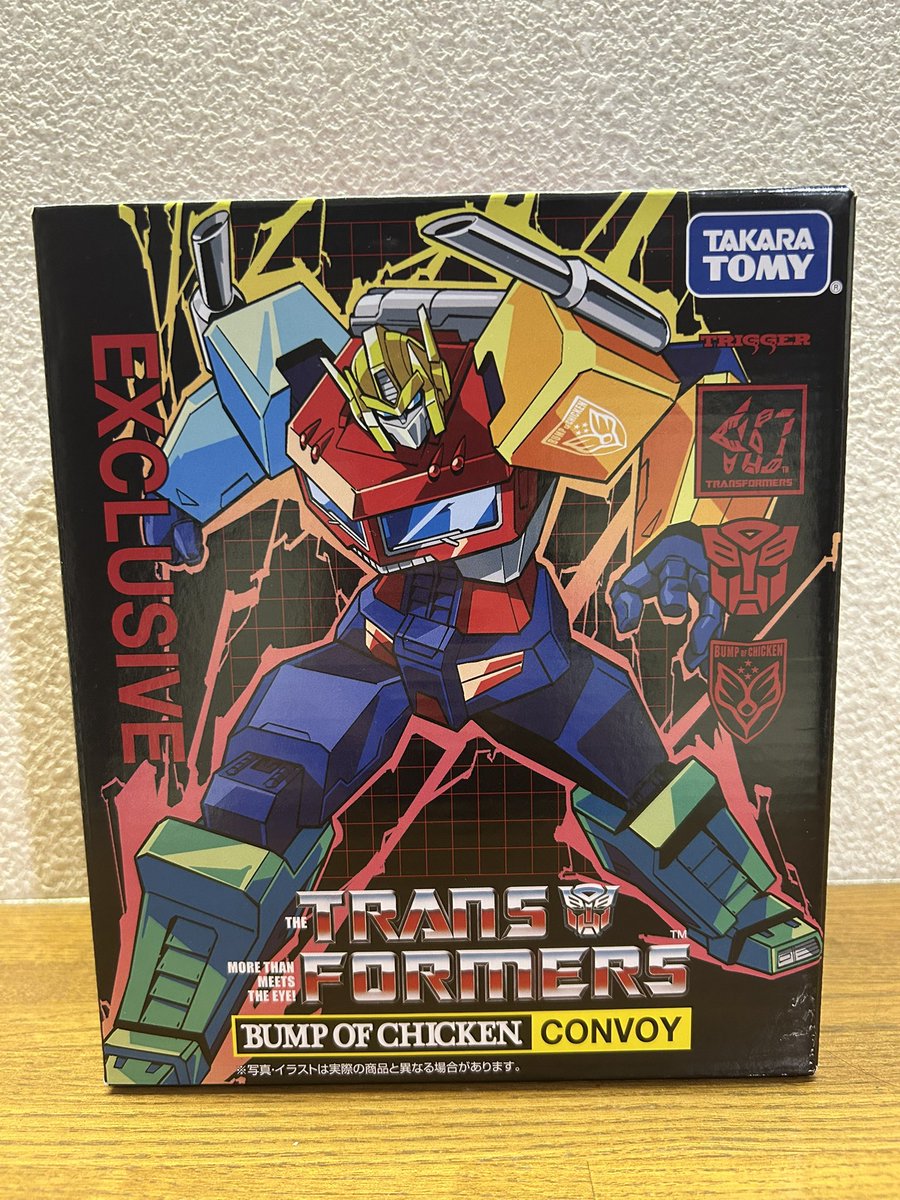 TAKARA
TOMY
®
EXCLUSIVE
TRIGGER
TM
TRANSFORMERS
BUMP OF CHICKEN
BUMP OF CHICKEN
THE TRANS
FORMERS™
MORE THAN
MEETS
THE EYE!
BUMP OF CHICKEN CONVOY
※写真・イラストは実際の商品と異なる場合があります。